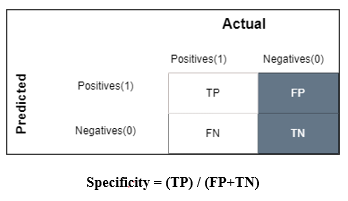 Actual
Positives(1) Negatives(0)
Predicted
Positives(1) TP FP
Negatives(0) FN TN
Specificity = (TP) / (FP+TN)